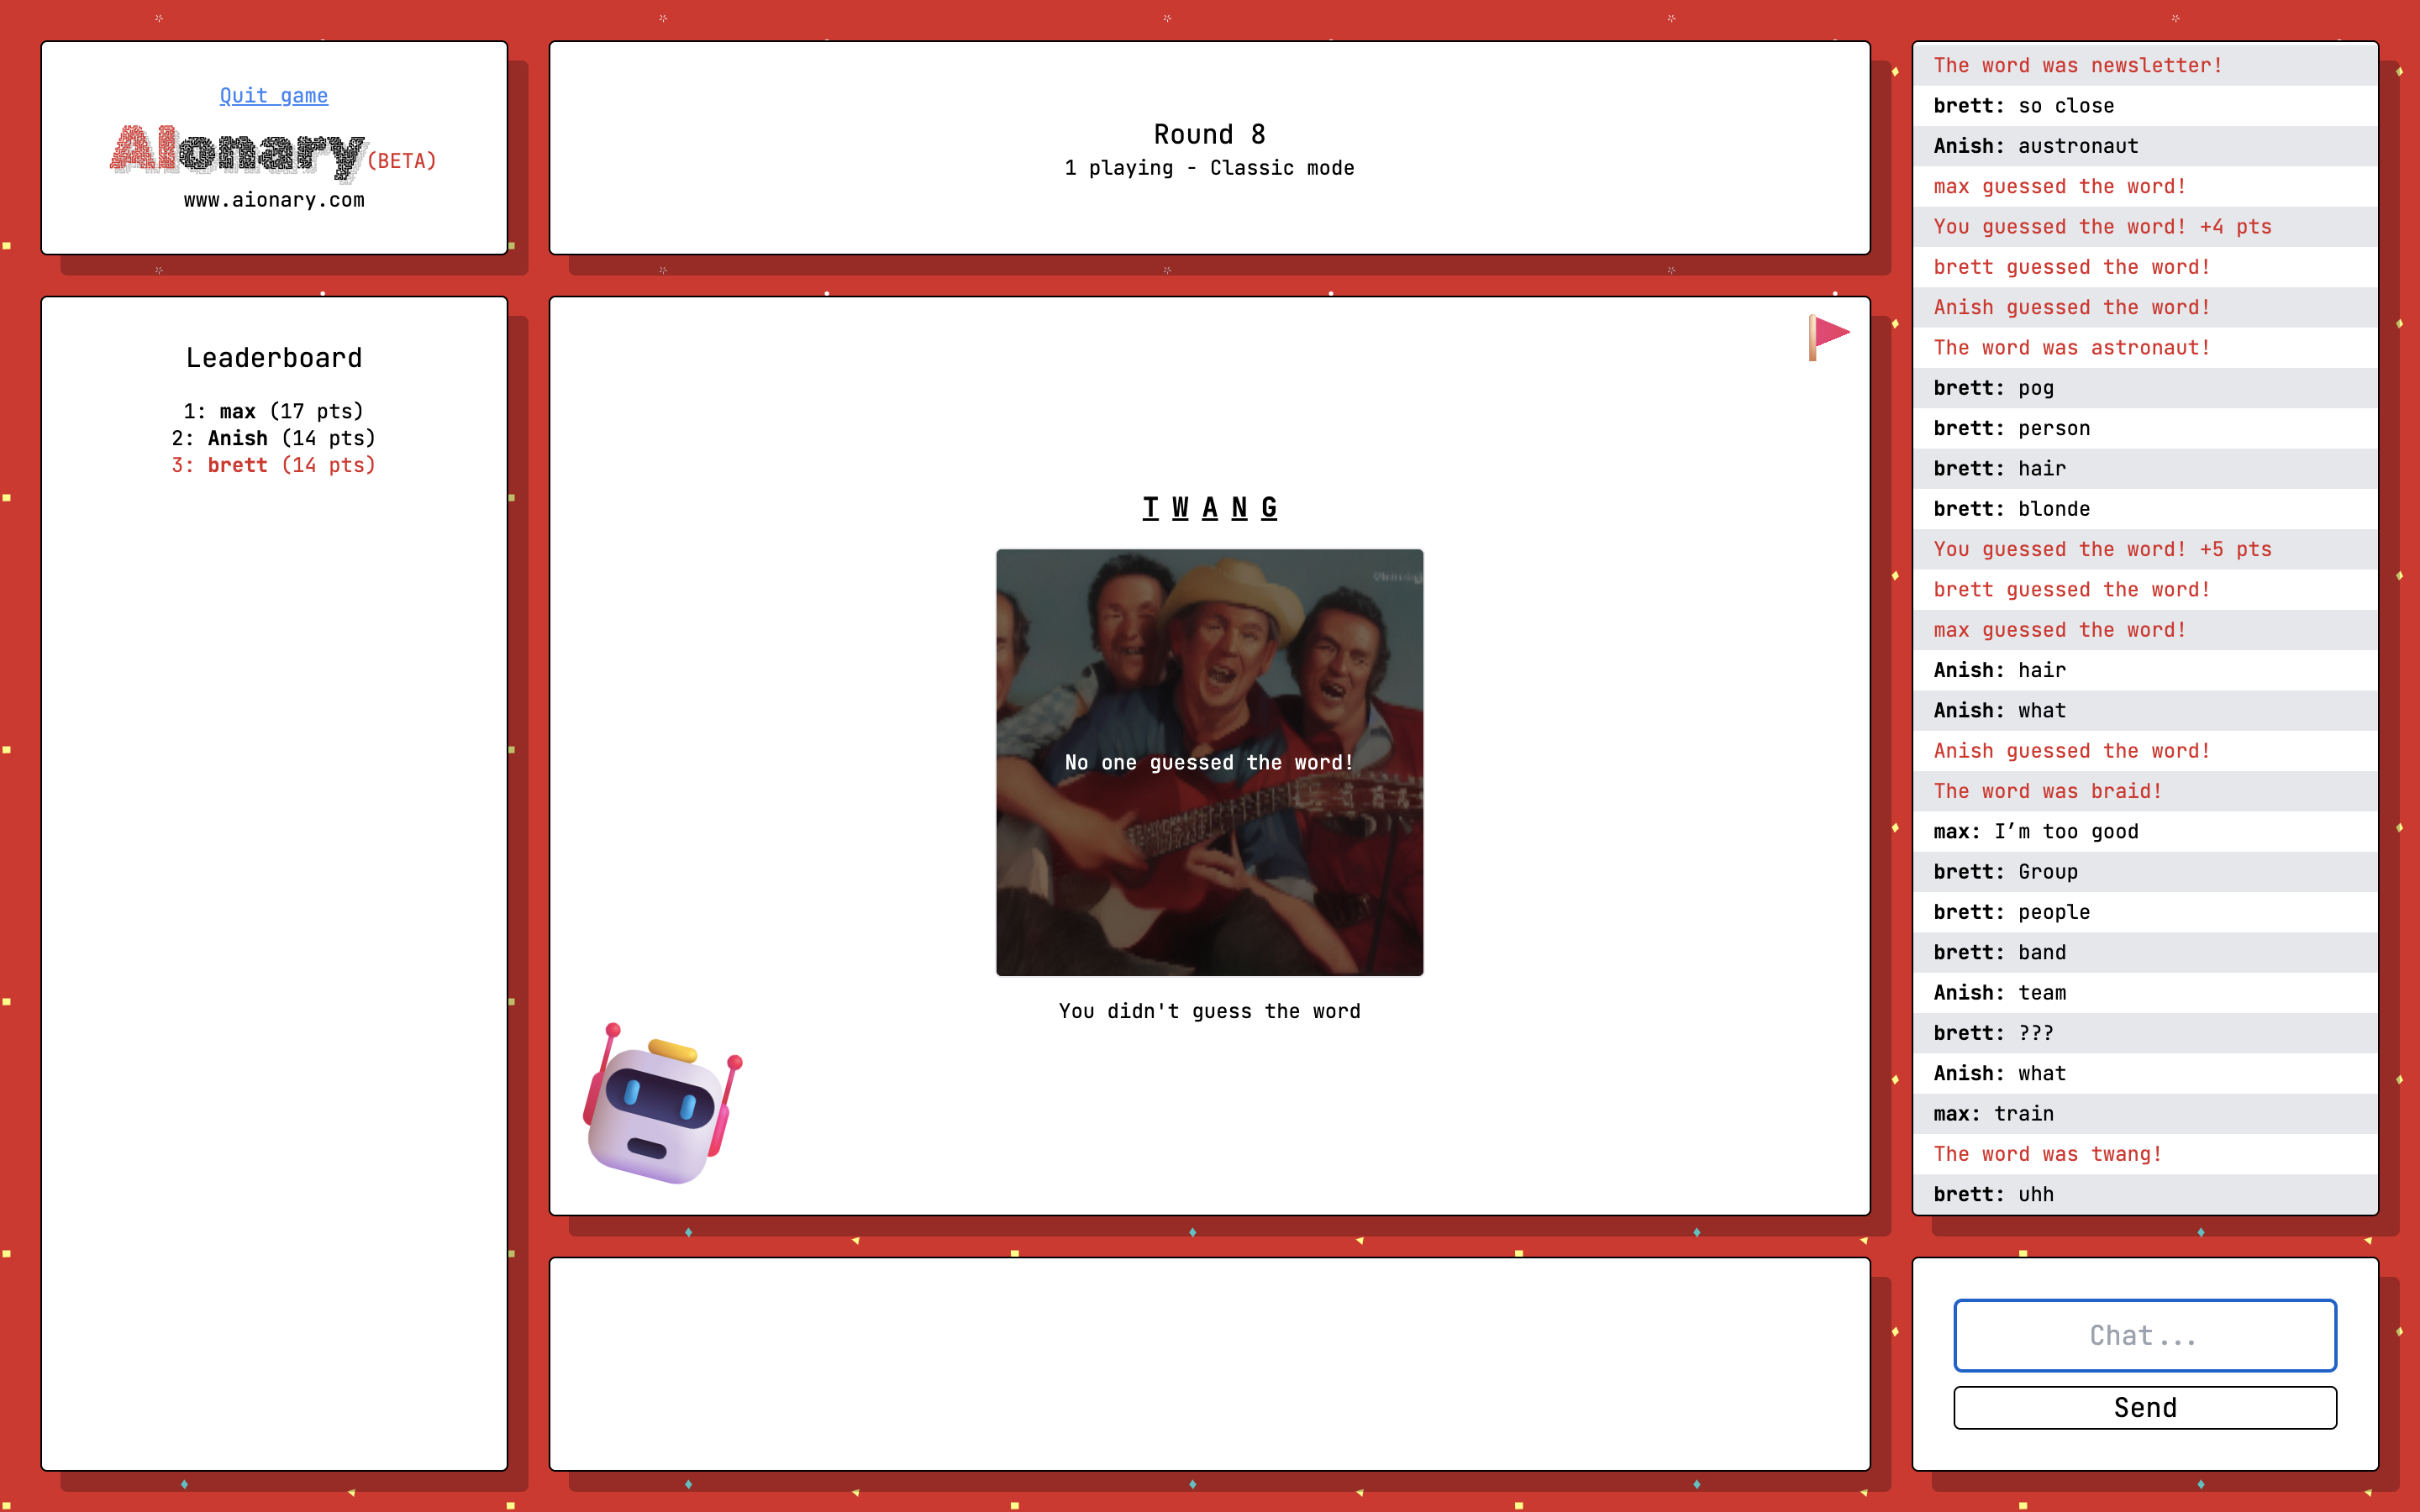 Quit game
AIonary(BETA)
www.aionary.com
Round 8
1 playing - Classic mode
Leaderboard
1: max (17 pts)
2: Anish (14 pts)
3: brett (14 pts)
T W A N G
No one guessed the word!
You didn't guess the word
The word was newsletter!
brett: so close
Anish: austronaut
max guessed the word!
You guessed the word! +4 pts
brett guessed the word!
Anish guessed the word!
The word was astronaut!
brett: pog
brett: person
brett: hair
brett: blonde
You guessed the word! +5 pts
brett guessed the word!
max guessed the word!
Anish: hair
Anish: what
Anish guessed the word!
The word was braid!
max: I’m too good
brett: Group
brett: people
brett: band
Anish: team
brett: ???
Anish: what
max: train
The word was twang!
brett: uhh
Chat...
Send